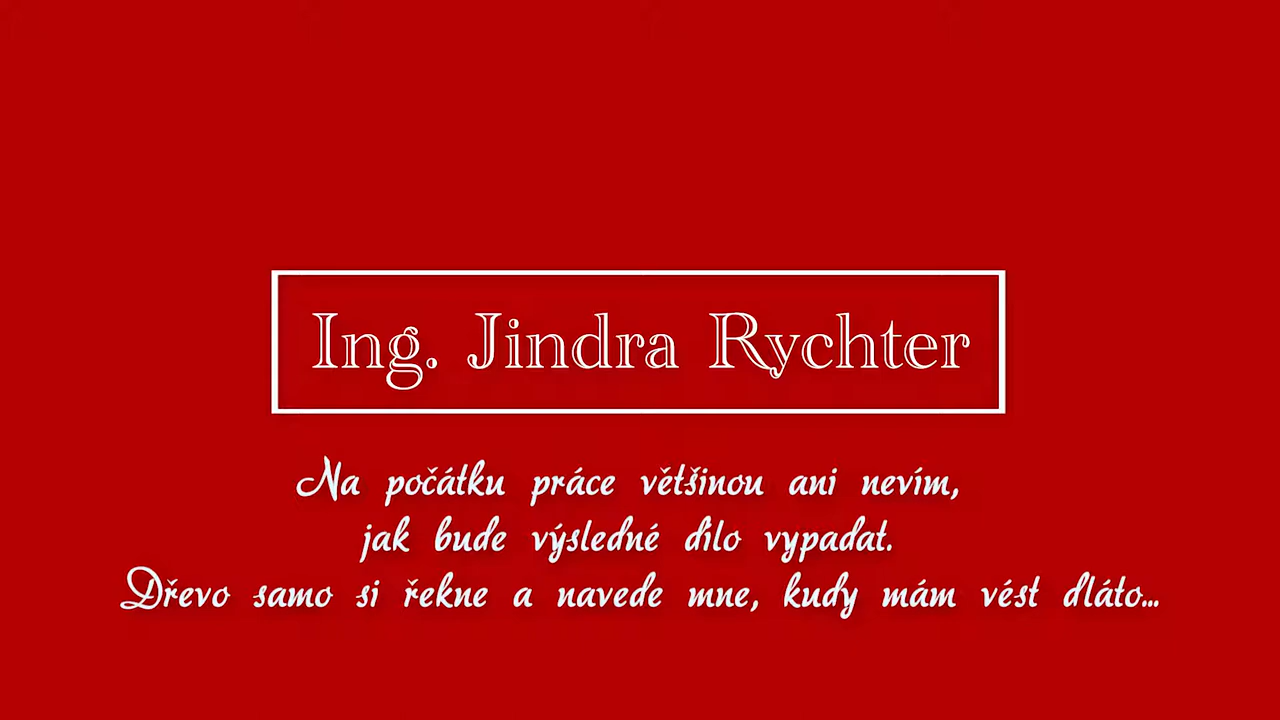 Ing. Jindra Rychter
Na počátku práce většinou ani nevím,
jak bude výsledné dílo vypadat.
Dřevo samo si řekne a navede mne, kudy mám vést dláto...